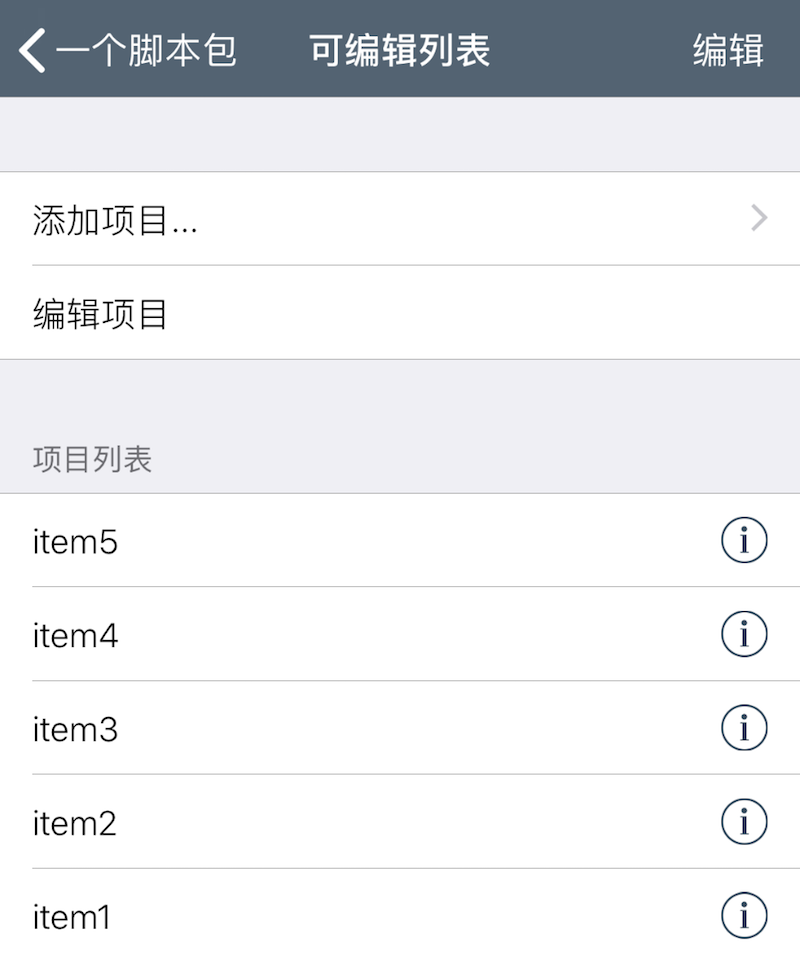 一个脚本包 可编辑列表 编辑
添加项目...
编辑项目
项目列表
item5
item4
item3
item2
item1